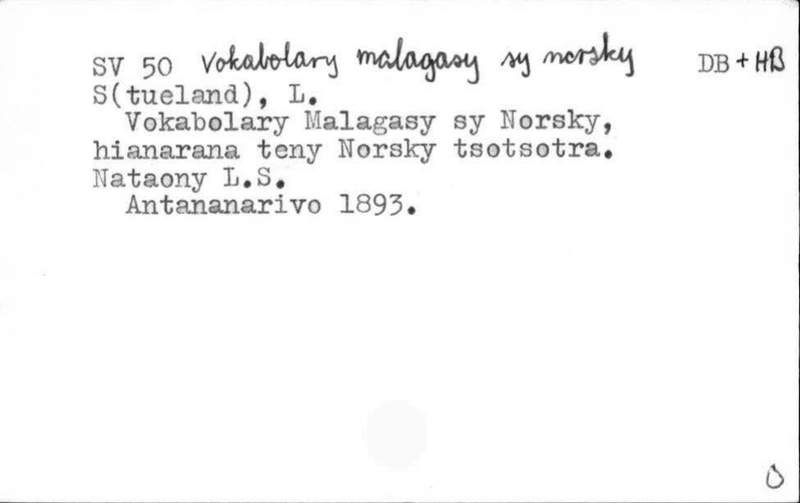 SV 50 Vokabolary malagasy sy norsky DB + HB
S(tueland), L.
Vokabolary Malagasy sy Norsky,
hianarana teny Norsky tsotsotra.
Nataony L.S.
Antananarivo 1893.